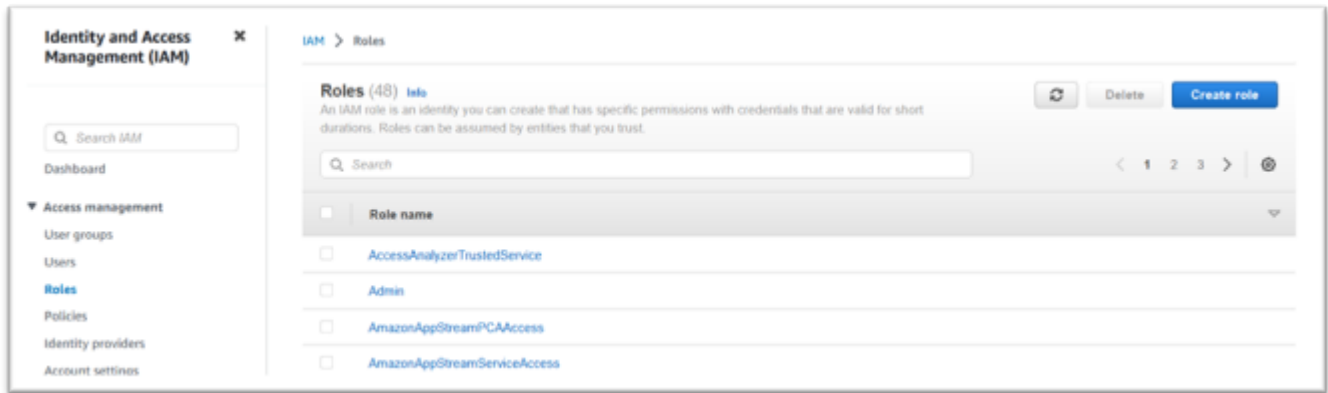 Identity and Access
Management (IAM)
Search IAM
Dashboard
Access management
User groups
Users
Roles
Policies
Identity providers
Account settings
IAM > Roles
Roles (48) Info
An IAM role is an identity you can create that has specific permissions with credentials that are valid for short
durations. Roles can be assumed by entities that you trust.
Delete
Create role
Search
1 2 3
Role name
AccessAnalyzerTrustedService
Admin
AmazonAppStreamPCAAccess
AmazonAppStreamServiceAccess